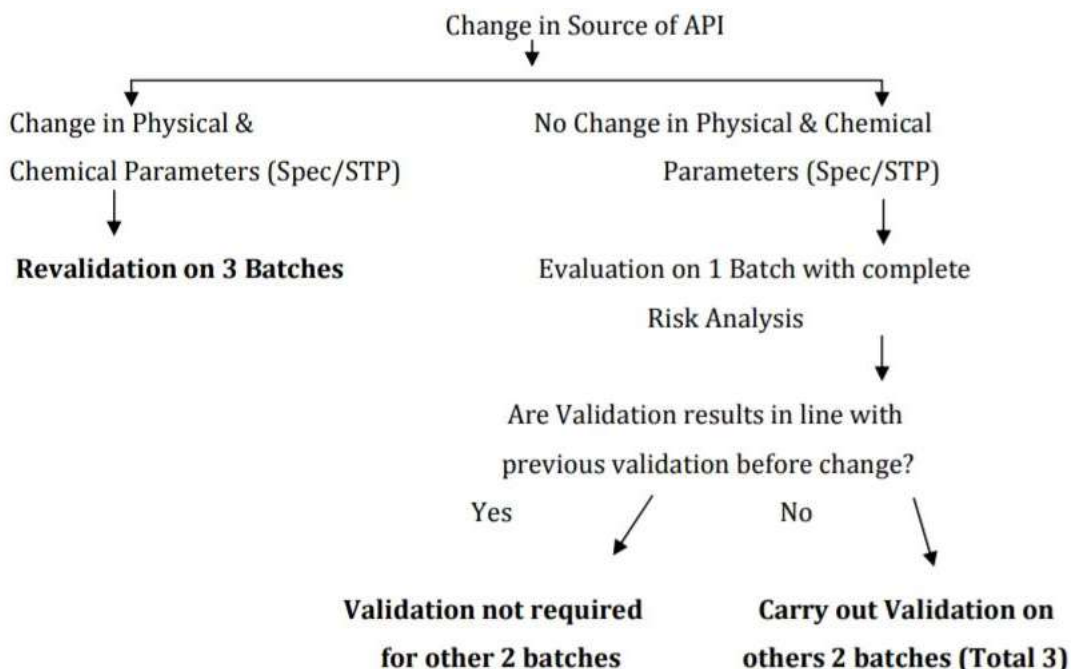 Change in Source of API
Change in Physical &
Chemical Parameters (Spec/STP)
Revalidation on 3 Batches
No Change in Physical & Chemical
Parameters (Spec/STP)
Evaluation on 1 Batch with complete
Risk Analysis
Are Validation results in line with
previous validation before change?
Yes
No
Validation not required
for other 2 batches
Carry out Validation on
others 2 batches (Total 3)